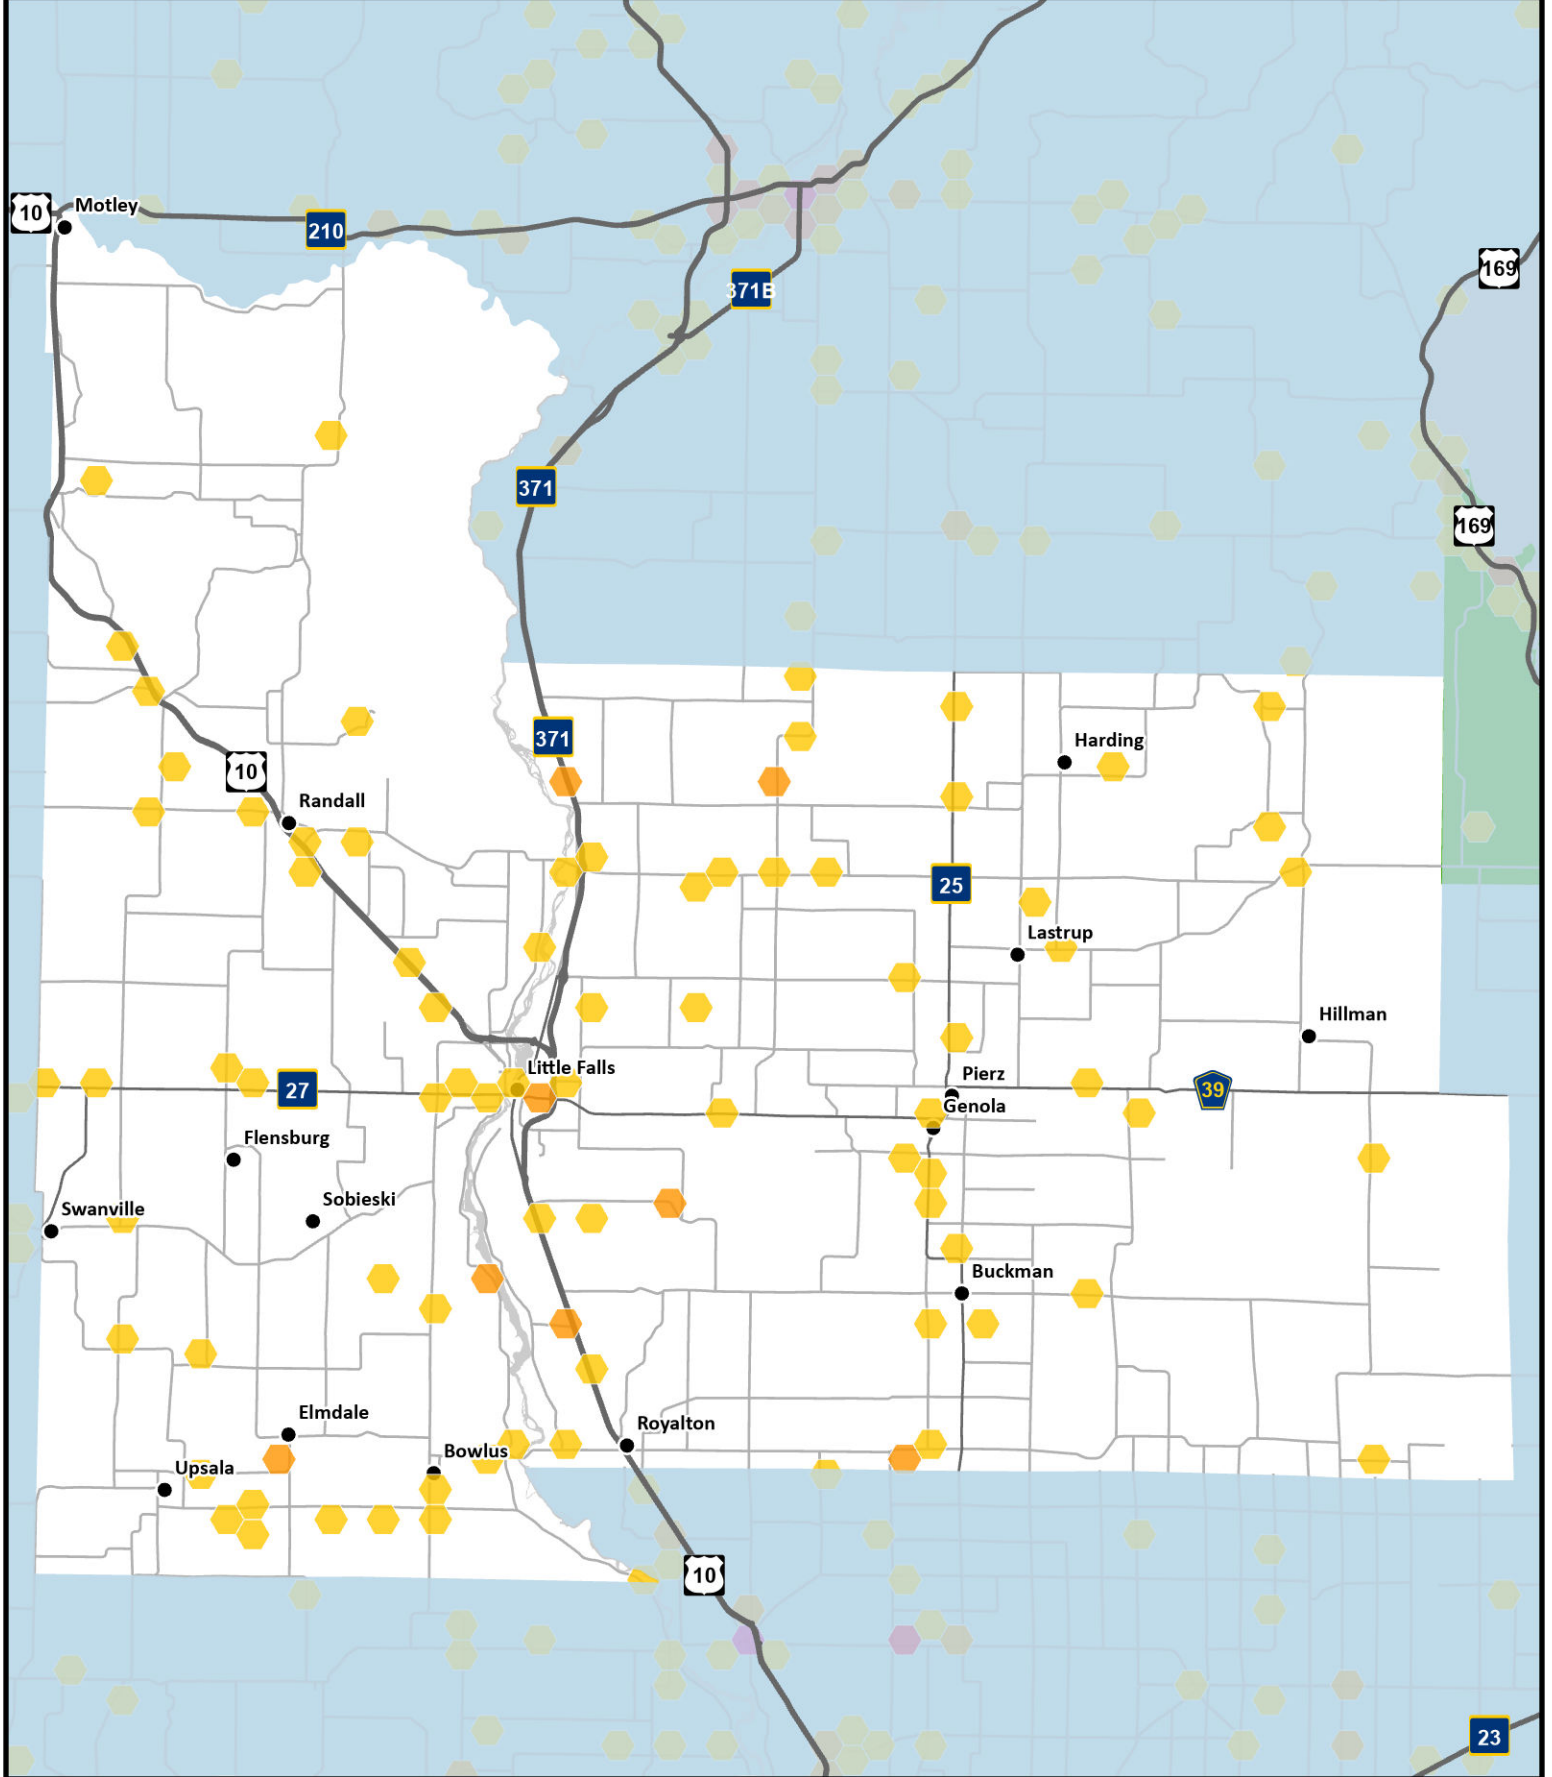 10
Motley
210
371B
169
371
169
371
Harding
10
Randall
25
Lastrup
Hillman
Little Falls
Pierz
27
39
Genola
Flensburg
Sobieski
Swanville
Buckman
Elmdale
Royalton
Bowlus
Upsala
10
23